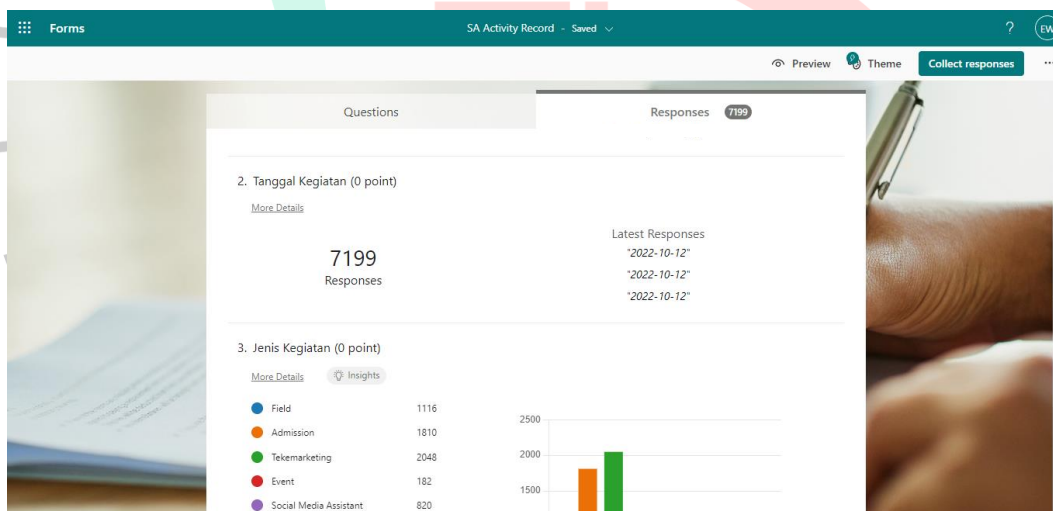 Forms
SA Activity Record - Saved
?
EW
Preview
Theme
Collect responses
...
Questions
Responses 7199
2. Tanggal Kegiatan (0 point)
More Details
7199
Responses
Latest Responses
"2022-10-12"
"2022-10-12"
"2022-10-12"
3. Jenis Kegiatan (0 point)
More Details
Insights
Field 1116
Admission 1810
Tekemarketing 2048
Event 182
Social Media Assistant 820
2500
2000
1500